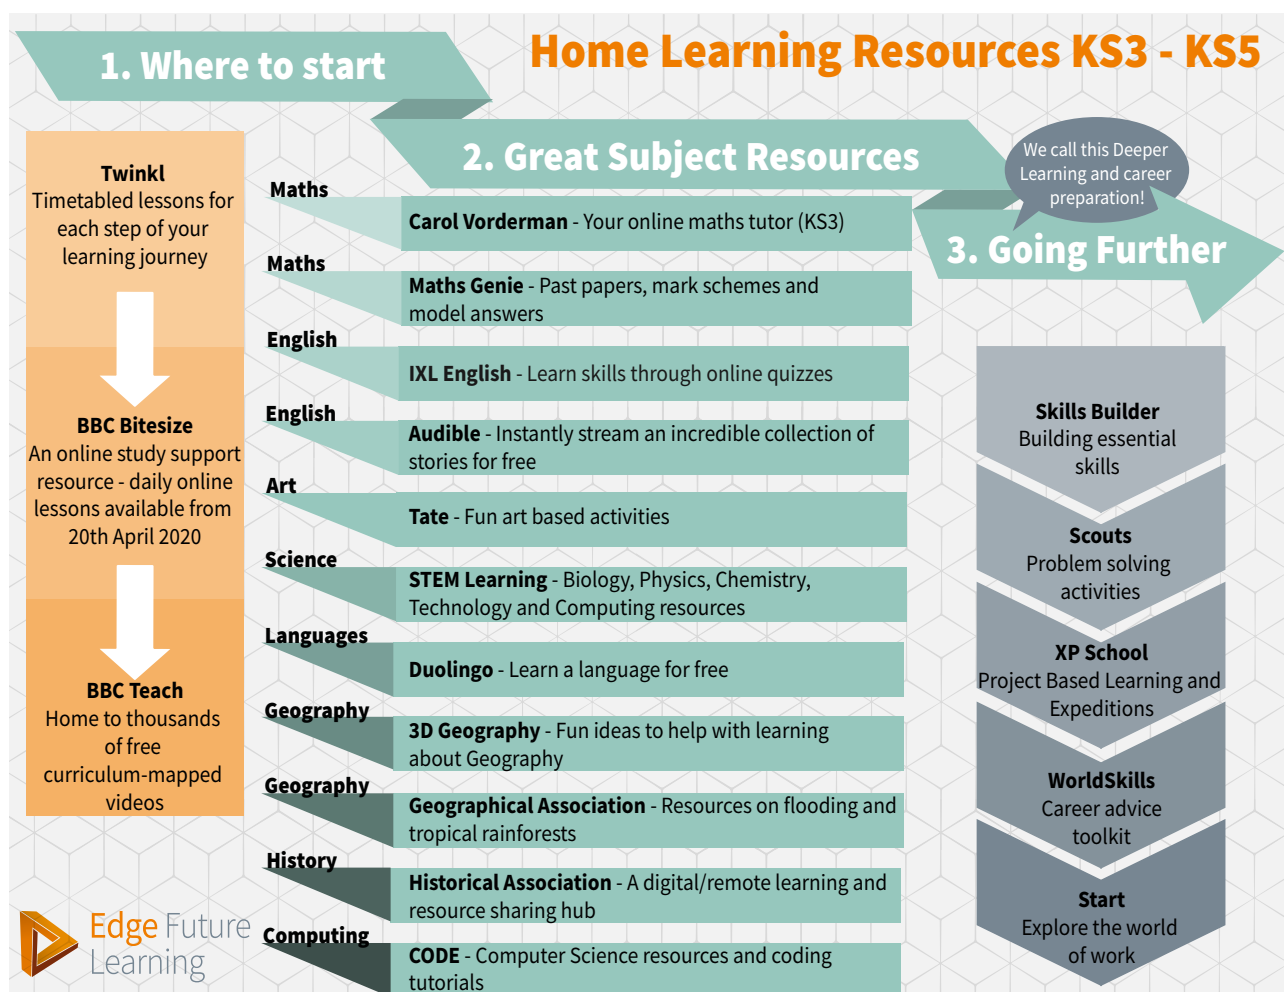 Home Learning Resources KS3 - KS5
1. Where to start
Twinkl
Timetabled lessons for
each step of your
learning journey
BBC Bitesize
An online study support
resource - daily online
lessons available from
20th April 2020
BBC Teach
Home to thousands
of free
curriculum-mapped
videos
2. Great Subject Resources
Maths
Carol Vorderman - Your online maths tutor (KS3)
Maths
Maths Genie - Past papers, mark schemes and
model answers
English
IXL English - Learn skills through online quizzes
English
Audible - Instantly stream an incredible collection of
stories for free
Art
Tate - Fun art based activities
Science
STEM Learning - Biology, Physics, Chemistry,
Technology and Computing resources
Languages
Duolingo - Learn a language for free
Geography
3D Geography - Fun ideas to help with learning
about Geography
Geography
Geographical Association - Resources on flooding and
tropical rainforests
History
Historical Association - A digital/remote learning and
resource sharing hub
Computing
CODE - Computer Science resources and coding
tutorials
We call this Deeper
Learning and career
preparation!
3. Going Further
Skills Builder
Building essential
skills
Scouts
Problem solving
activities
XP School
Project Based Learning and
Expeditions
WorldSkills
Career advice
toolkit
Start
Explore the world
of work
Edge Future
Learning